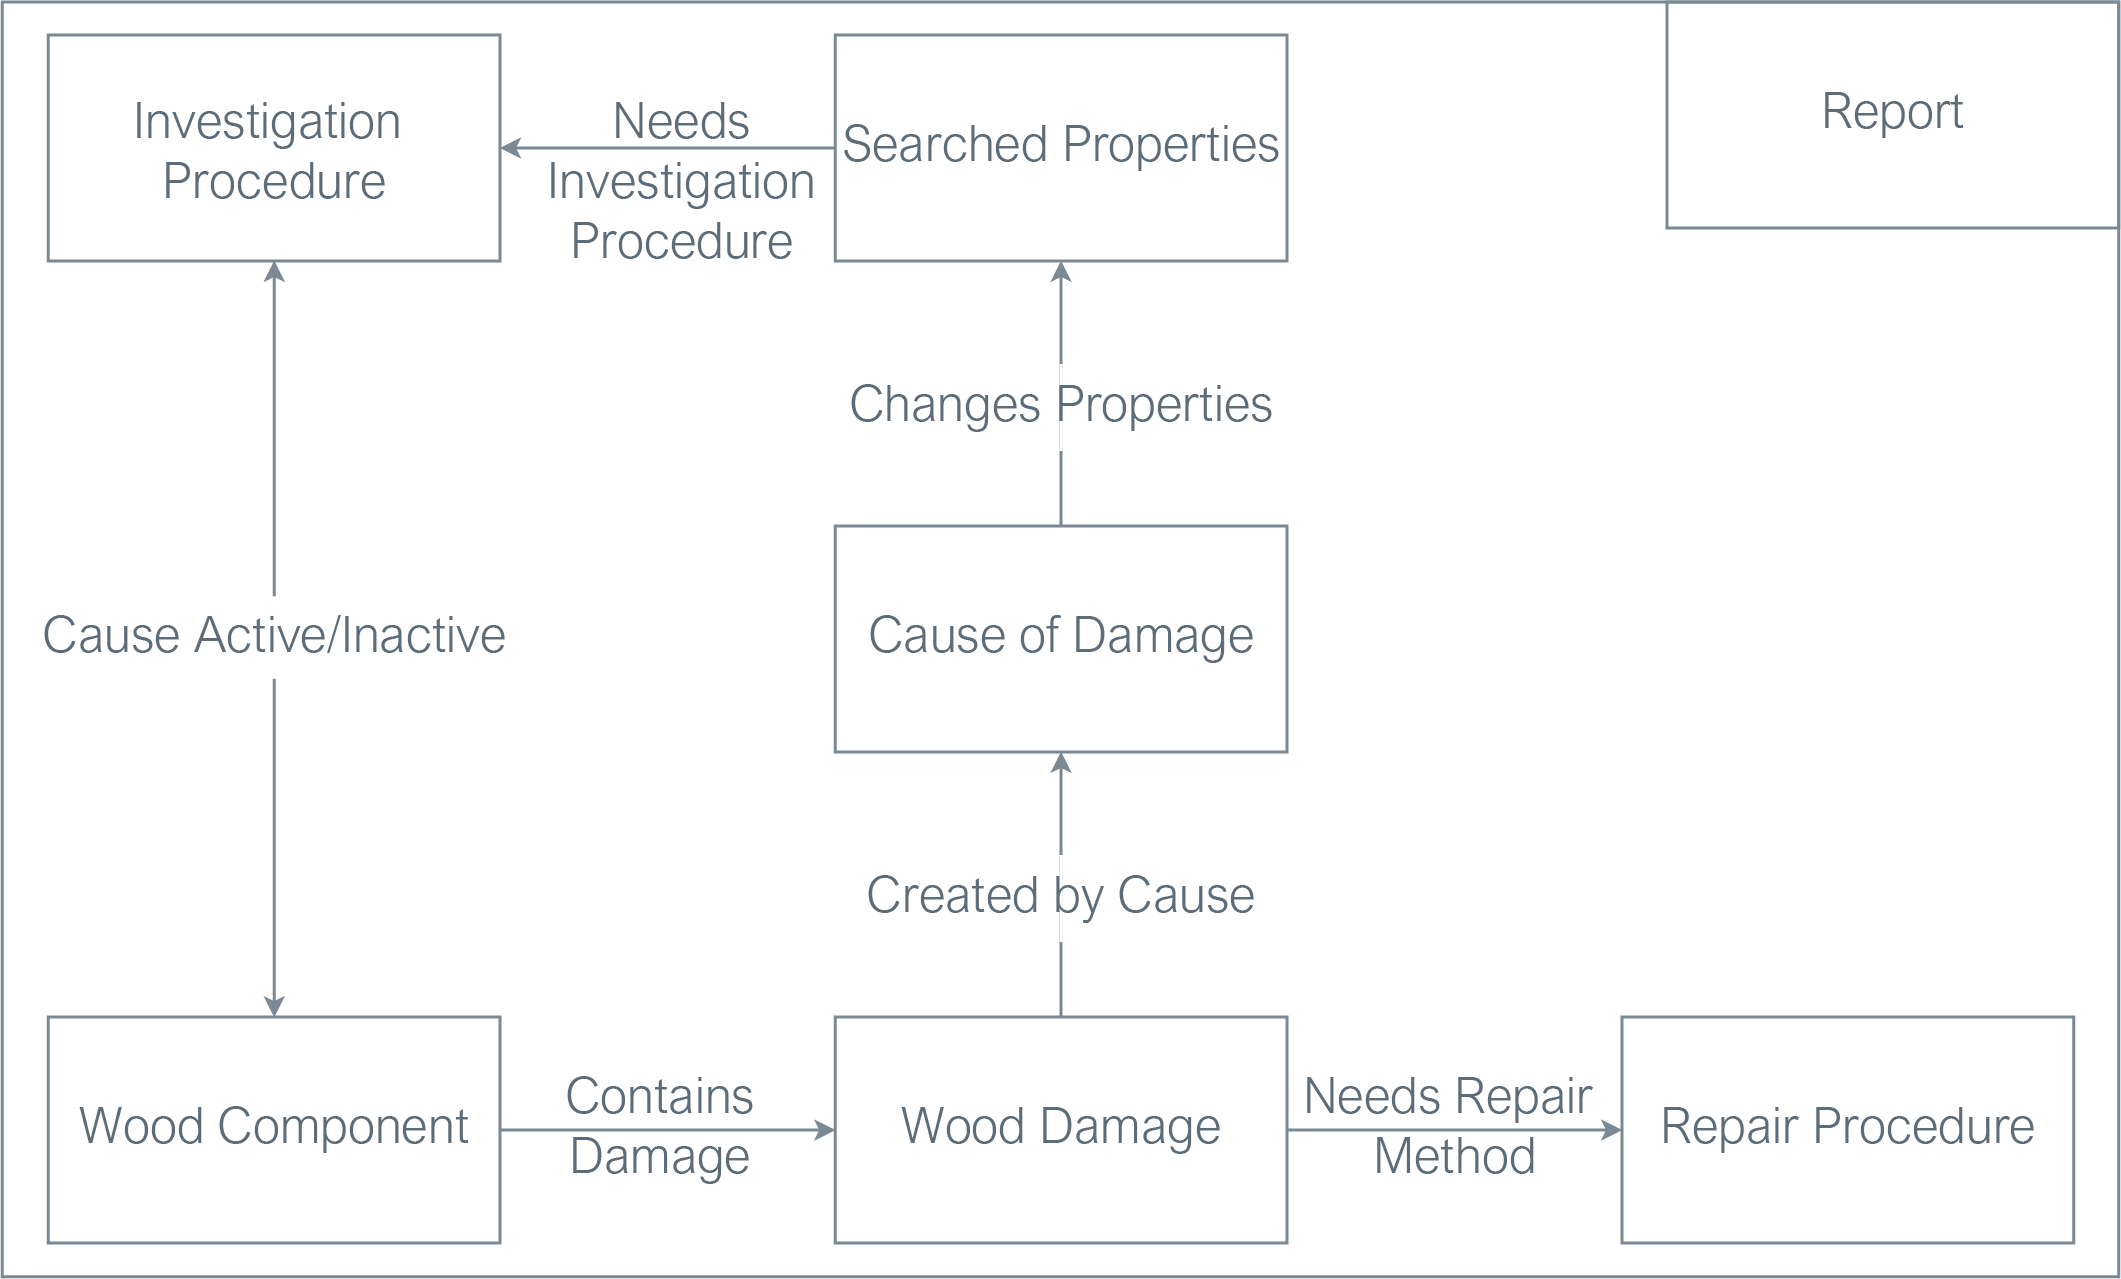 Investigation
Procedure
Needs
Investigation
Procedure
Searched Properties
Report
Changes Properties
Cause Active/Inactive
Cause of Damage
Created by Cause
Wood Component
Contains
Damage
Wood Damage
Needs Repair
Method
Repair Procedure